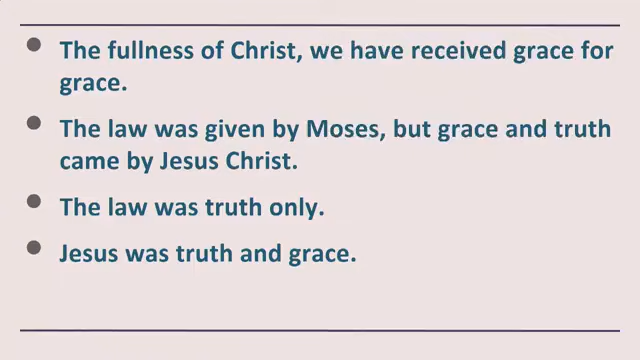 The fullness of Christ, we have received grace for
grace.
The law was given by Moses, but grace and truth
came by Jesus Christ.
The law was truth only.
Jesus was truth and grace.